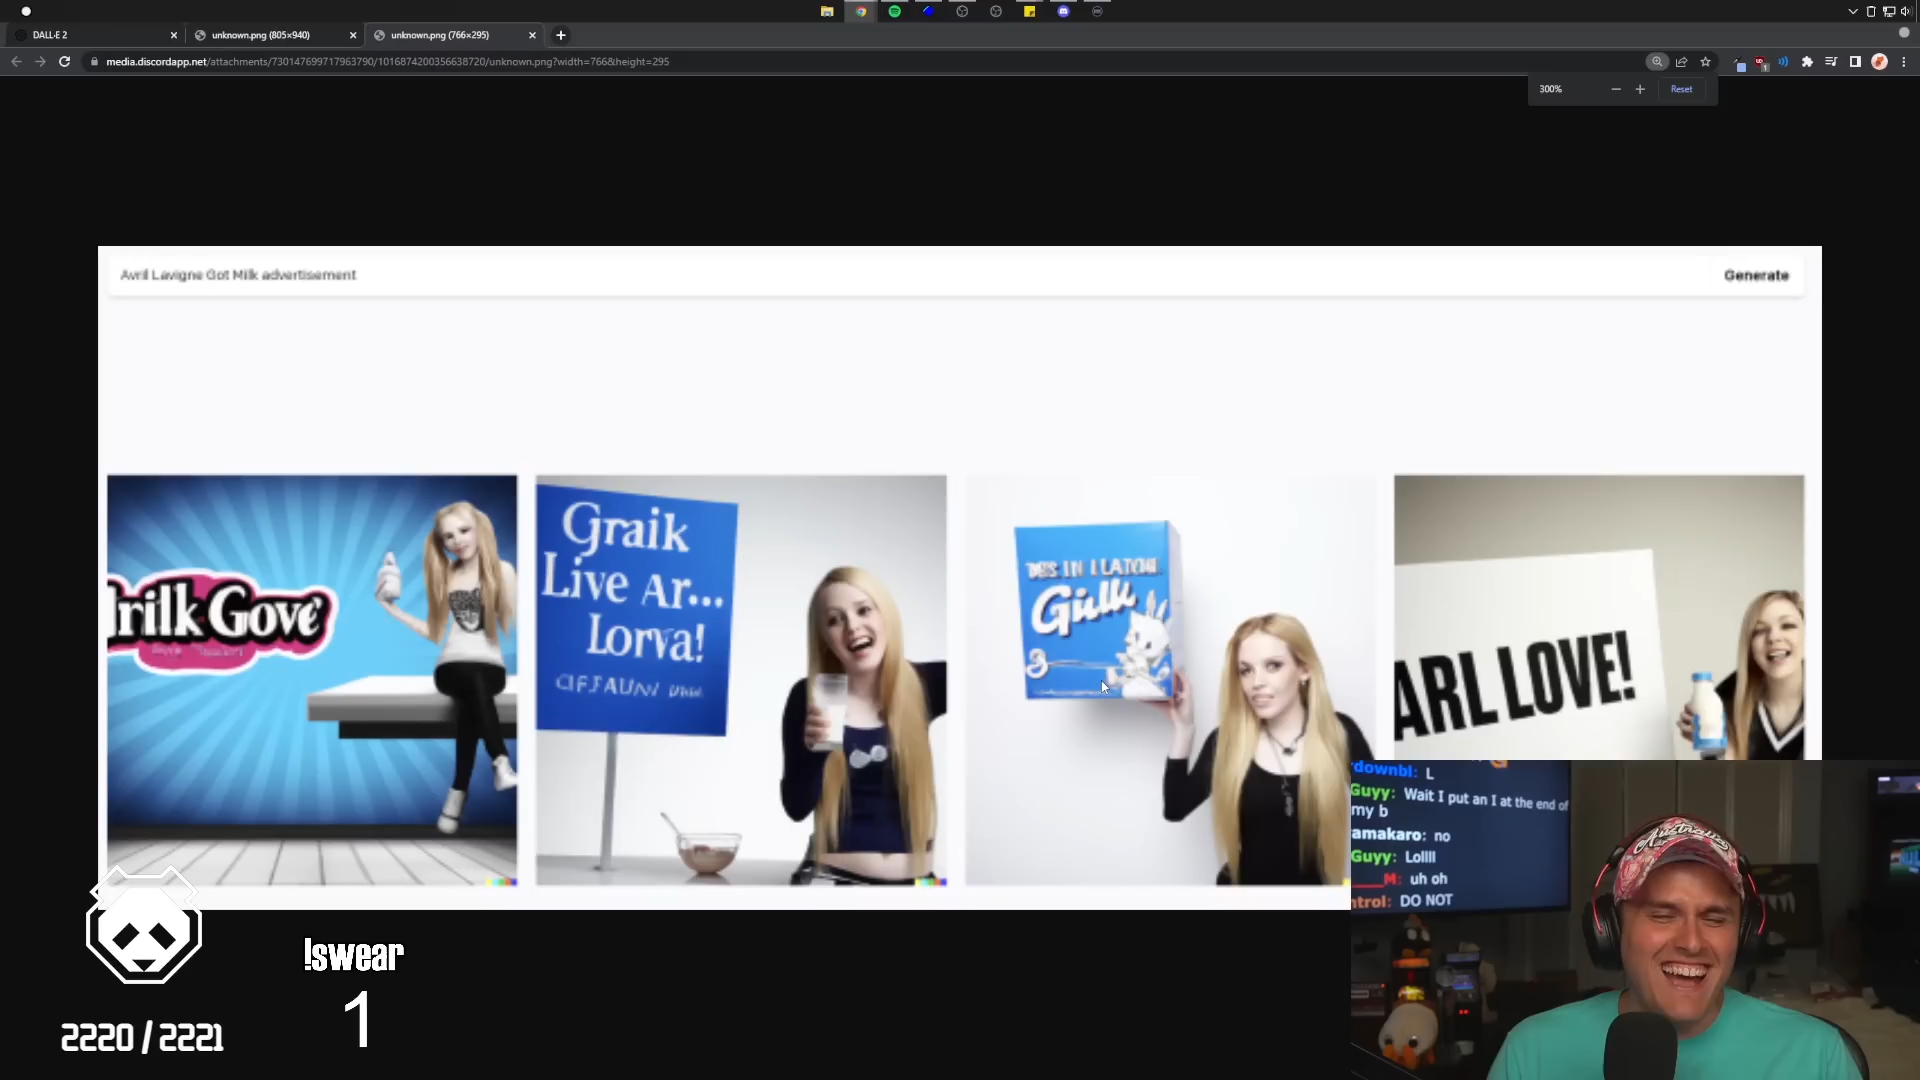 DALL·E 2
unknown.png (805×940)
unknown.png (766×295)
media.discordapp.net/attachments/730147699717963790/1016874200356638720/unknown.png?width=766&height=295
300%
Reset
Avril Lavigne Got Milk advertisement
Generate
rilk Gove'
Graik
Live Ar...
Lorva!
Gülli
ARL LOVE!
rdownbl: L
Guyy: Wait I put an I at the end of
my b
amakaro: no
Guyy: Lollll
M: uh oh
ntrol: DO NOT
Australia
!swear
1
2220 / 2221